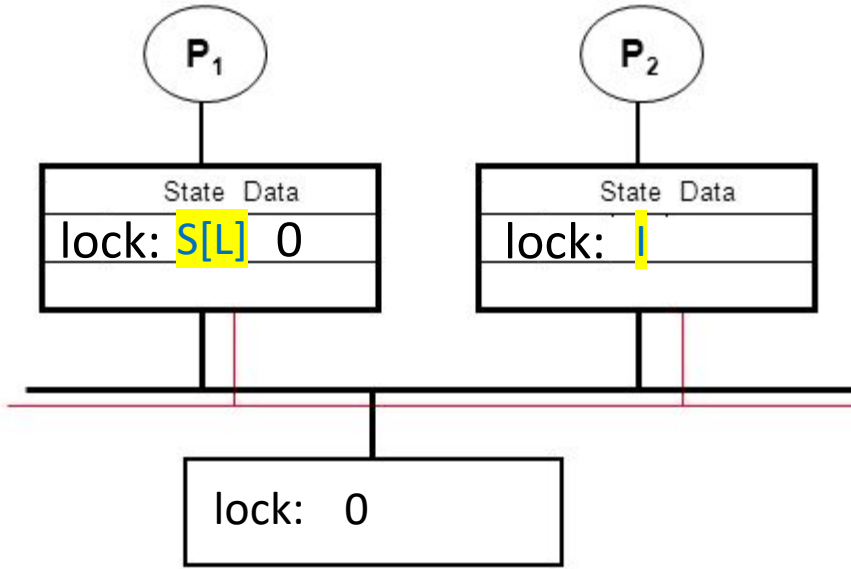 P₁ P₂
State Data State Data
lock: S[L] 0 lock: I
lock: 0